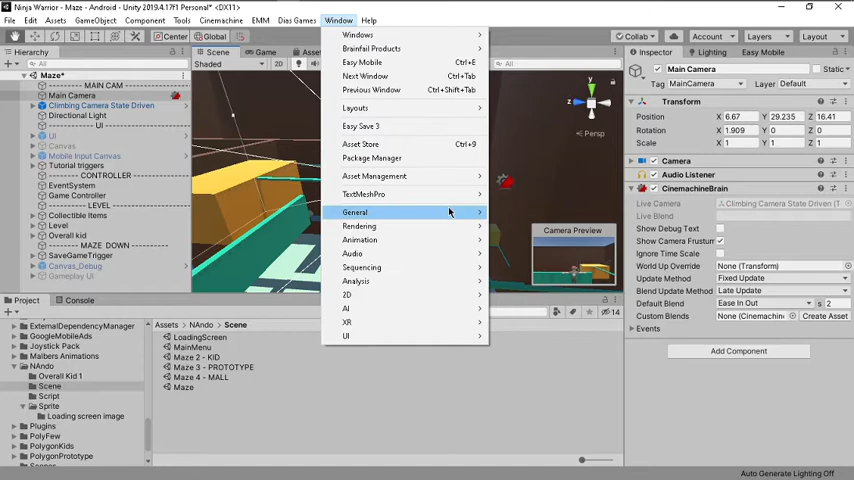 Ninja Warrior - Maze - Android - Unity 2019.4.17f1 Personal* <DX11>
File Edit Assets GameObject Component Tools Cinemachine EMM Dias Games Window Help
Center Global Collab Account Layers Layout
Hierarchy
All
Maze*
---------- MAIN CAM
Main Camera
Climbing Camera State Driven
Directional Light
---------- UI
UI
Canvas
Mobile Input Canvas
Tutorial triggers
---------- CONTROLLER
EventSystem
Game Controller
---------- LEVEL
Collectible Items
Level
Overall kid
---------- MAZE DOWN
SaveGameTrigger
Canvas_Debug
Gameplay UI
Scene Game
Shaded 2D All
y
z
Persp
Camera Preview
Windows
Brainfail Products
Easy Mobile Ctrl+E
Next Window Ctrl+Tab
Previous Window Ctrl+Shift+Tab
Layouts
Easy Save 3
Asset Store Ctrl+9
Package Manager
Asset Management
TextMeshPro
General
Rendering
Animation
Audio
Sequencing
Analysis
2D
AI
XR
UI
Inspector Lighting Easy Mobile
Main Camera Static
Tag MainCamera Layer Default
Transform
Position X 6.67 Y 29.235 Z 16.41
Rotation X 1.909 Y 0 Z 0
Scale X 1 Y 1 Z 1
Camera
Audio Listener
CinemachineBrain
Live Camera Climbing Camera State Driven (1
Live Blend
Show Debug Text
Show Camera Frustum
Ignore Time Scale
World Up Override None (Transform)
Update Method Fixed Update
Blend Update Method Late Update
Default Blend Ease In Out s 2
Custom Blends None (Cinemachine Create Asset
Events
Add Component
Project Console
14
ExternalDependencyManager
GoogleMobileAds
Joystick Pack
Malbers Animations
NAndo
Overall Kid 1
Scene
Script
Sprite
Loading screen image
Plugins
PolyFew
PolygonKids
PolygonPrototype
Scenes
Assets > NAndo > Scene
LoadingScreen
MainMenu
Maze 2 - KID
Maze 3 - PROTOTYPE
Maze 4 - MALL
Maze
Auto Generate Lighting Off